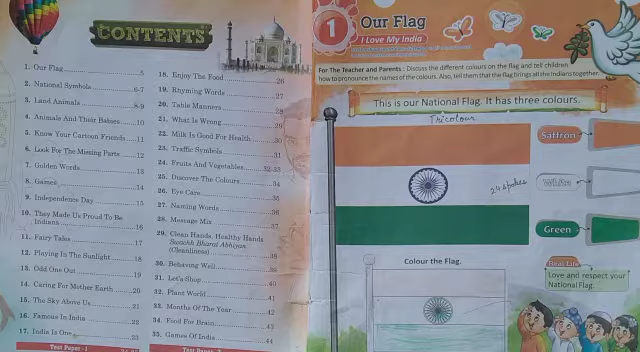 CONTENTS
1. Our Flag 5
2. National Symbols 6-7
3. Land Animals 8-9
4. Animals And Their Babies 10
5. Know Your Cartoon Friends 11
6. Look For The Missing Parts 12
7. Golden Words 13
8. Games 14
9. Independence Day 15
10. They Made Us Proud To Be
Indians 16
11. Fairy Tales 17
12. Playing In The Sunlight 18
13. Odd One Out 19
14. Caring For Mother Earth 20
15. The Sky Above Us 21
16. Famous In India 22
17. India Is One 23
Test Paper - I
18. Enjoy The Food 26
19. Rhyming Words 27
20. Table Manners 28
21. What Is Wrong 29
22. Milk Is Good For Health 30
23. Traffic Symbols 31
24. Fruits And Vegetables 32-33
25. Discover The Colours 34
26. Eye Care 35
27. Naming Words 36
28. Message Mix 37
29. Clean Hands, Healthy Hands
Swachh Bharat Abhiyan
(Cleanliness) 38
30. Behaving Well 39
31. Let's Shop 40
32. Plant World 41
33. Months Of The Year 42
34. Food For Brain 43
35. Games Of India 44
Test Paper
1
Our Flag
I Love My India
For The Teacher and Parents : Discuss the different colours on the flag and tell children
how to pronounce the names of the colours. Also, tell them that the flag brings all the Indians together.
This is our National Flag. It has three colours.
Tricolour
Saffron
White
24 spokes
Green
Colour the Flag.
Real Life
Love and respect your
National Flag.